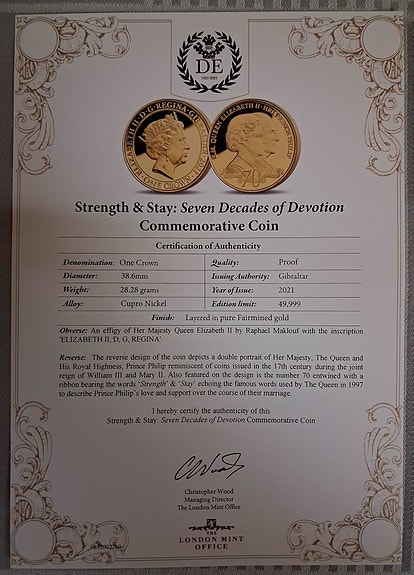 DE
1921-2021
ELIZABETH II · D · G · REGINA ·
· ONE CROWN · 2021
H.M. QUEEN ELIZABETH II · H.R.H. PRINCE PHILIP
70
Strength & Stay: Seven Decades of Devotion
Commemorative Coin
Certification of Authenticity
Denomination: One Crown Quality: Proof
Diameter: 38.6mm Issuing Authority: Gibraltar
Weight: 28.28 grams Year of Issue: 2021
Alloy: Cupro Nickel Edition limit: 49,999
Finish: Layered in pure Fairmined gold
Obverse: An effigy of Her Majesty Queen Elizabeth II by Raphael Maklouf with the inscription
'ELIZABETH II, D, G, REGINA'.
Reverse: The reverse design of the coin depicts a double portrait of Her Majesty, The Queen and
His Royal Highness, Prince Philip reminiscent of coins issued in the 17th century during the joint
reign of William III and Mary II. Also featured on the design is the number 70 entwined with a
ribbon bearing the words 'Strength' & 'Stay' echoing the famous words used by The Queen in 1997
to describe Prince Philip's love and support over the course of their marriage.
I hereby certify the authenticity of this
Strength & Stay: Seven Decades of Devotion Commemorative Coin
Christopher Wood
Managing Director
The London Mint Office
THE
LONDON MINT
OFFICE